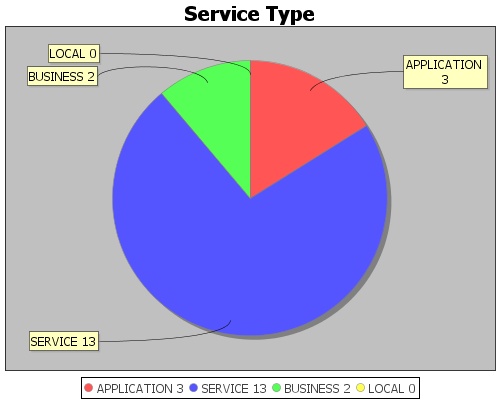 Service Type
LOCAL 0
BUSINESS 2
APPLICATION
3
SERVICE 13
APPLICATION 3 SERVICE 13 BUSINESS 2 LOCAL 0